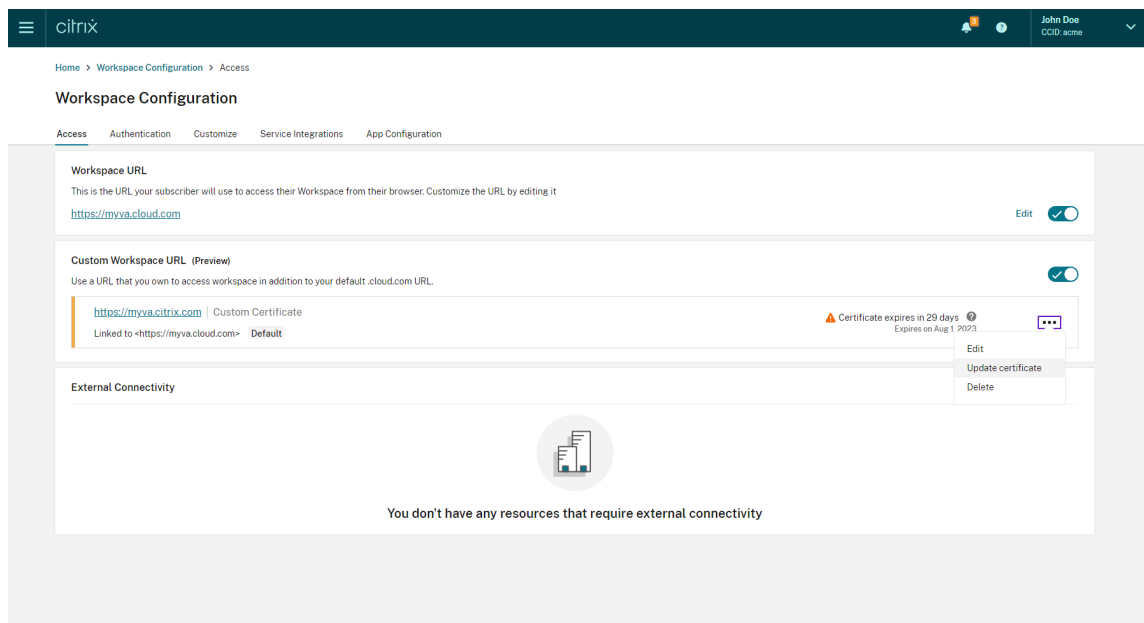 citrix
3
?
John Doe
CCID: acme
Home > Workspace Configuration > Access
Workspace Configuration
Access Authentication Customize Service Integrations App Configuration
Workspace URL
This is the URL your subscriber will use to access their Workspace from their browser. Customize the URL by editing it
https://myva.cloud.com
Edit
Custom Workspace URL (Preview)
Use a URL that you own to access workspace in addition to your default .cloud.com URL.
https://myva.citrix.com | Custom Certificate
Certificate expires in 29 days ?
Expires on Aug 1, 2023
Linked to <https://myva.cloud.com> Default
Edit
Update certificate
Delete
External Connectivity
You don't have any resources that require external connectivity